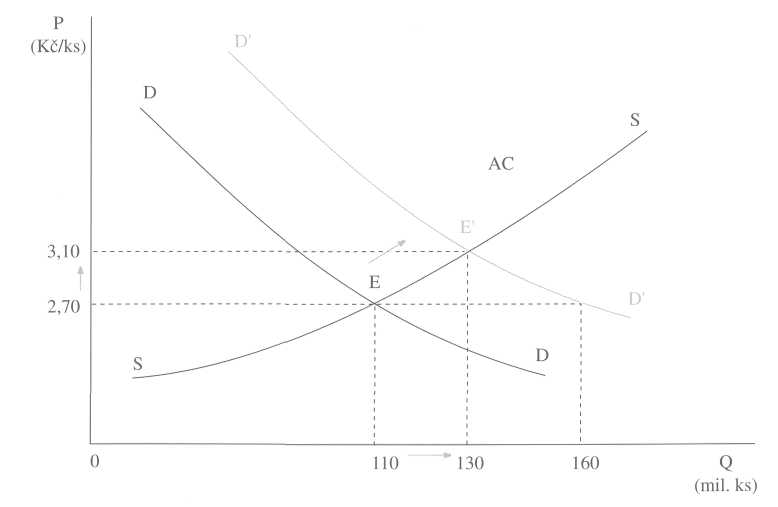 P
(Kč/ks)
D'
D
S
AC
E'
3,10
E
D'
2,70
S
D
0
110
130
160
Q
(mil. ks)